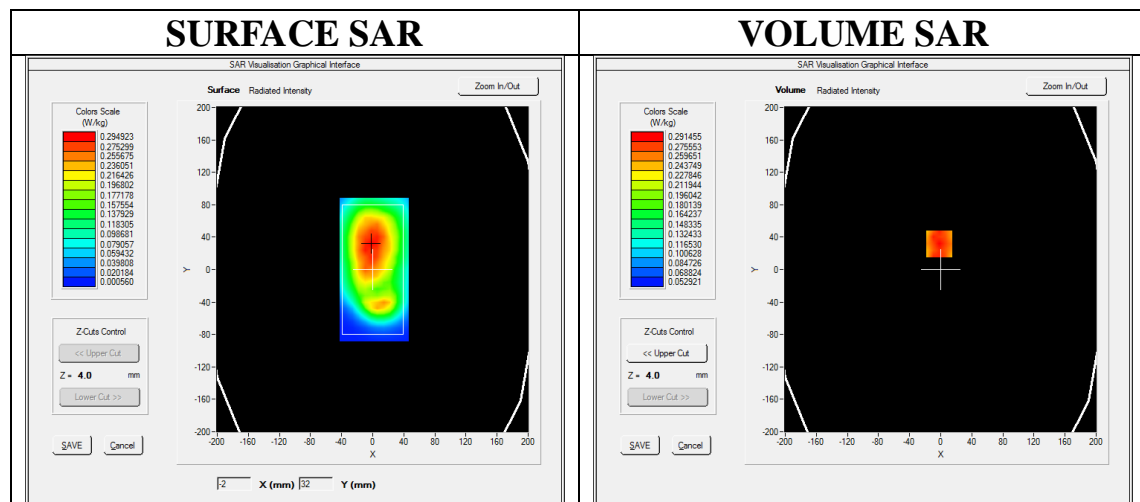 SURFACE SAR
VOLUME SAR
SAR Visualisation Graphical Interface
Surface Radiated Intensity
Zoom In/Out
Colors Scale
(W/kg)
0.294923
0.275299
0.255675
0.236051
0.216426
0.196802
0.177178
0.157554
0.137929
0.118305
0.098681
0.079057
0.059432
0.039808
0.020184
0.000560
Z-Cuts Control
<< Upper Cut
Z = 4.0 mm
Lower Cut >>
SAVE Cancel
200
160
120
80
40
0
-40
-80
-120
-160
-200
Y
-200 -160 -120 -80 -40 0 40 80 120 160 200
X
-2 X (mm) 32 Y (mm)
SAR Visualisation Graphical Interface
Volume Radiated Intensity
Zoom In/Out
Colors Scale
(W/kg)
0.291455
0.275553
0.259651
0.243749
0.227846
0.211944
0.196042
0.180139
0.164237
0.148335
0.132433
0.116530
0.100628
0.084726
0.068824
0.052921
Z-Cuts Control
<< Upper Cut
Z = 4.0 mm
Lower Cut >>
SAVE Cancel
200
160
120
80
40
0
-40
-80
-120
-160
-200
Y
-200 -160 -120 -80 -40 0 40 80 120 160 200
X